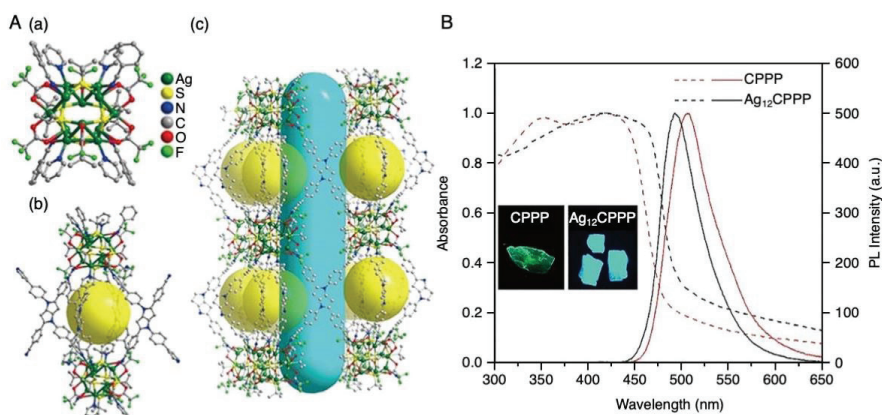 A
(a)
Ag
S
N
C
O
F
(b)
(c)
B
1.2
1.0
0.8
0.6
0.4
0.2
0.0
Absorbance
600
500
400
300
200
100
0
PL Intensity (a.u.)
CPPP
Ag₁₂CPPP
CPPP
Ag₁₂CPPP
300 350 400 450 500 550 600 650
Wavelength (nm)